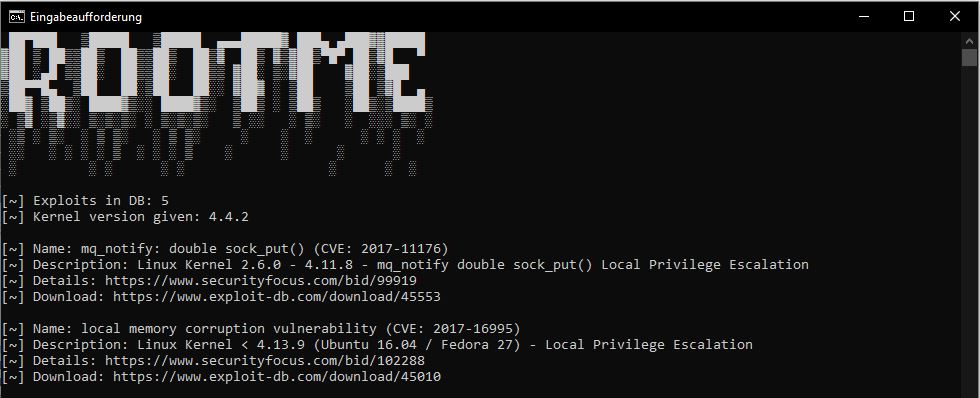 Eingabeaufforderung
ROOTME
[~] Exploits in DB: 5
[~] Kernel version given: 4.4.2
[~] Name: mq_notify: double sock_put() (CVE: 2017-11176)
[~] Description: Linux Kernel 2.6.0 - 4.11.8 - mq_notify double sock_put() Local Privilege Escalation
[~] Details: https://www.securityfocus.com/bid/99919
[~] Download: https://www.exploit-db.com/download/45553
[~] Name: local memory corruption vulnerability (CVE: 2017-16995)
[~] Description: Linux Kernel < 4.13.9 (Ubuntu 16.04 / Fedora 27) - Local Privilege Escalation
[~] Details: https://www.securityfocus.com/bid/102288
[~] Download: https://www.exploit-db.com/download/45010